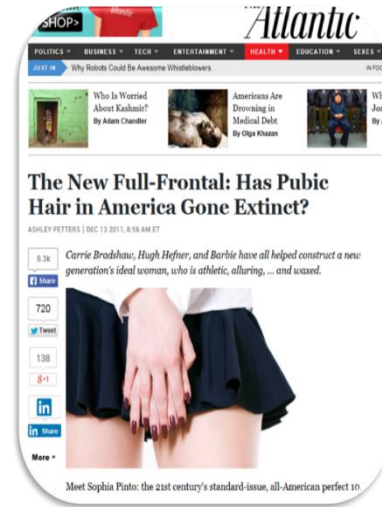 SHOP>
Atlantic
POLITICS BUSINESS TECH ENTERTAINMENT HEALTH EDUCATION SEXES
JUST IN Why Robots Could Be Awesome Whistleblowers IN FOC
Who Is Worried
About Kashmir?
By Adam Chandler
Americans Are
Drowning in
Medical Debt
By Olga Khazan
The New Full-Frontal: Has Pubic
Hair in America Gone Extinct?
ASHLEY FETTERS | DEC 13 2011, 8:56 AM ET
Carrie Bradshaw, Hugh Hefner, and Barbie have all helped construct a new
generation's ideal woman, who is athletic, alluring, ... and waxed.
8.3k
Share
720
Tweet
138
g+1
in
in Share
More
Meet Sophia Pinto: the 21st century's standard-issue, all-American perfect 10.